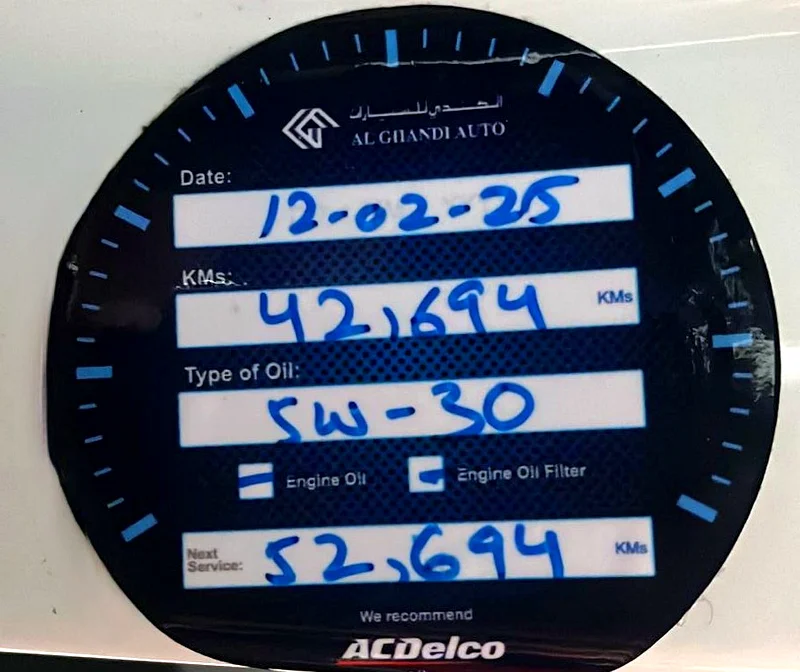 الغندي للسيارات
AL GHANDI AUTO
Date:
12-02-25
KMs:
42,694 KMs
Type of Oil:
5W-30
Engine Oil Engine Oil Filter
Next Service: 52,694 KMs
We recommend
ACDelco